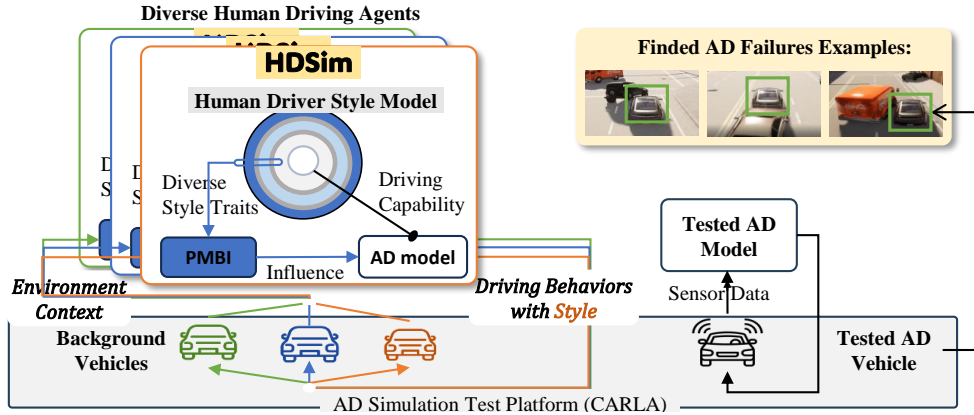 Diverse Human Driving Agents
HDSim
Human Driver Style Model
Diverse
Style Traits
Driving
Capability
PMBI
Influence
AD model
Environment
Context
Driving Behaviors
with Style
Background
Vehicles
Finded AD Failures Examples:
Tested AD
Model
Sensor Data
Tested AD
Vehicle
AD Simulation Test Platform (CARLA)